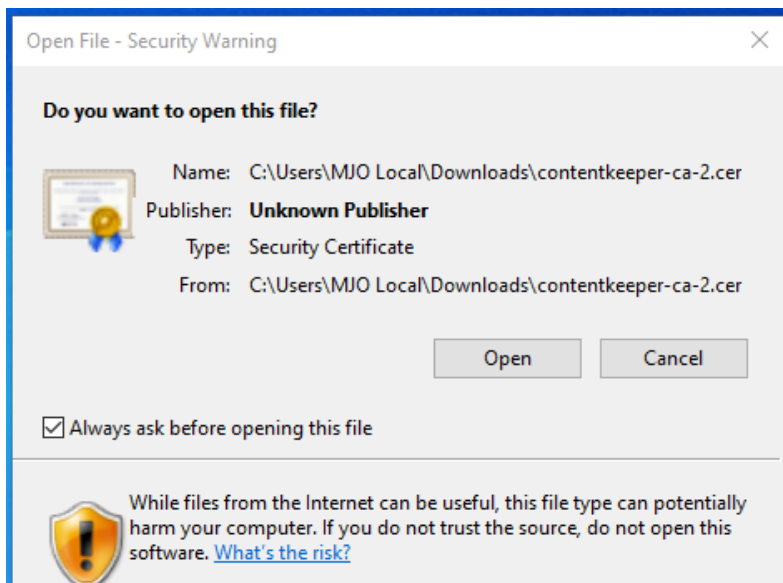 Open File - Security Warning
Do you want to open this file?
Name: C:\Users\MJO Local\Downloads\contentkeeper-ca-2.cer
Publisher: Unknown Publisher
Type: Security Certificate
From: C:\Users\MJO Local\Downloads\contentkeeper-ca-2.cer
Open Cancel
Always ask before opening this file
While files from the Internet can be useful, this file type can potentially
harm your computer. If you do not trust the source, do not open this
software. What's the risk?